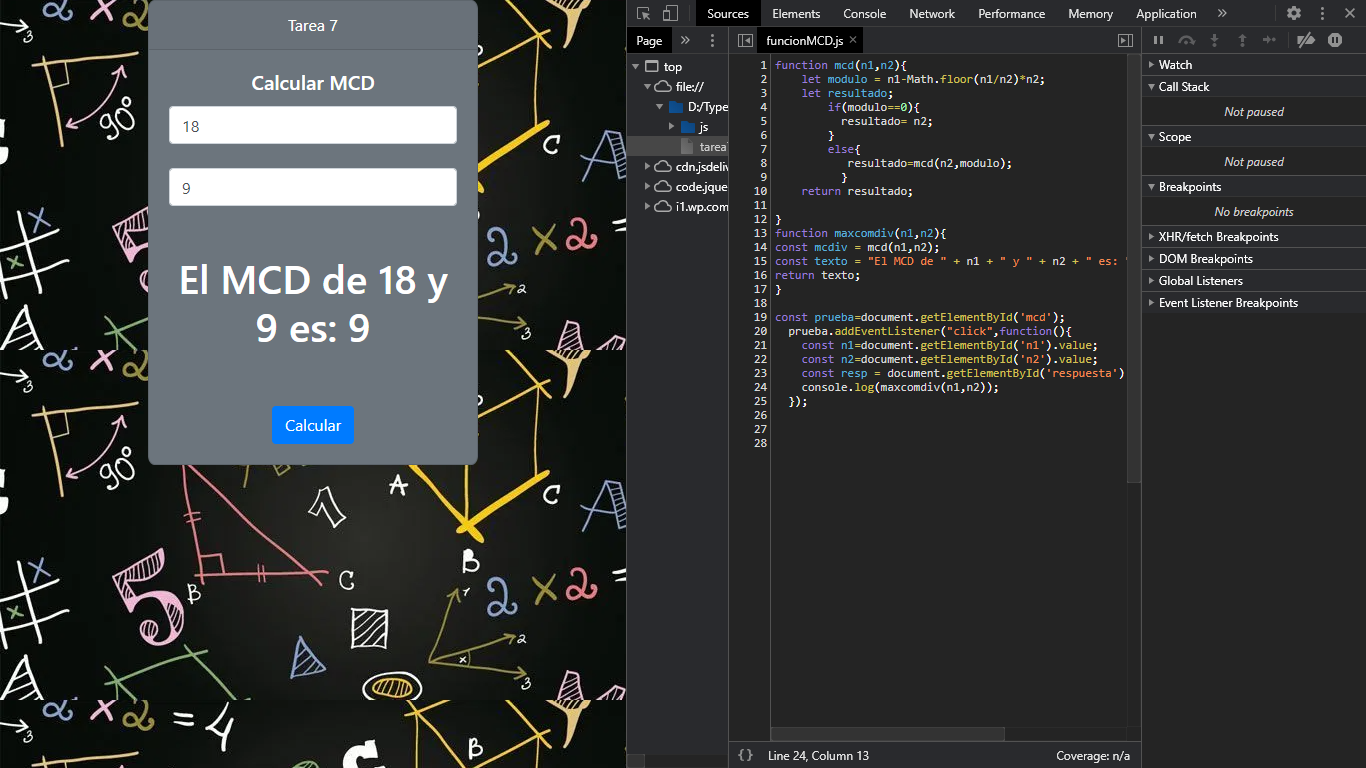 Tarea 7
Calcular MCD
18
9
El MCD de 18 y
9 es: 9
Calcular
90°
C
A
B
2 x 2
= 4
5
1
2
3
x
Sources Elements Console Network Performance Memory Application »
Page »
top
file://
D:/Type
js
tarea
cdn.jsdeliv
code.jque
i1.wp.com
funcionMCD.js ×
1 function mcd(n1,n2){
2 let modulo = n1-Math.floor(n1/n2)*n2;
3 let resultado;
4 if(modulo==0){
5 resultado= n2;
6 }
7 else{
8 resultado=mcd(n2,modulo);
9 }
10 return resultado;
11
12 }
13 function maxcomdiv(n1,n2){
14 const mcdiv = mcd(n1,n2);
15 const texto = "El MCD de " + n1 + " y " + n2 + " es: "
16 return texto;
17 }
18
19 const prueba=document.getElementById('mcd');
20 prueba.addEventListener("click",function(){
21 const n1=document.getElementById('n1').value;
22 const n2=document.getElementById('n2').value;
23 const resp = document.getElementById('respuesta')
24 console.log(maxcomdiv(n1,n2));
25 });
26
27
28
{} Line 24, Column 13
Coverage: n/a
Watch
Call Stack
Not paused
Scope
Not paused
Breakpoints
No breakpoints
XHR/fetch Breakpoints
DOM Breakpoints
Global Listeners
Event Listener Breakpoints